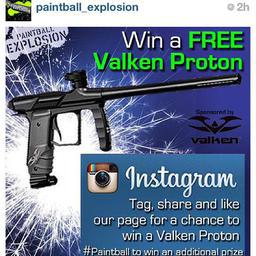 paintball_explosion
2h
PAINTBALL
EXPLOSION
Win a FREE
Valken Proton
Sponsored by
valken
Instagram
Tag, share and like
our page for a chance to
win a Valken Proton
#Paintball to win an additional prize